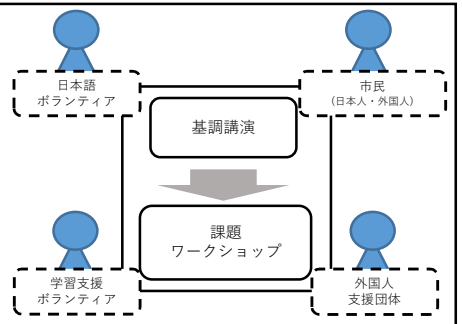 日本語
ボランティア
市民
(日本人・外国人)
基調講演
課題
ワークショップ
学習支援
ボランティア
外国人
支援団体